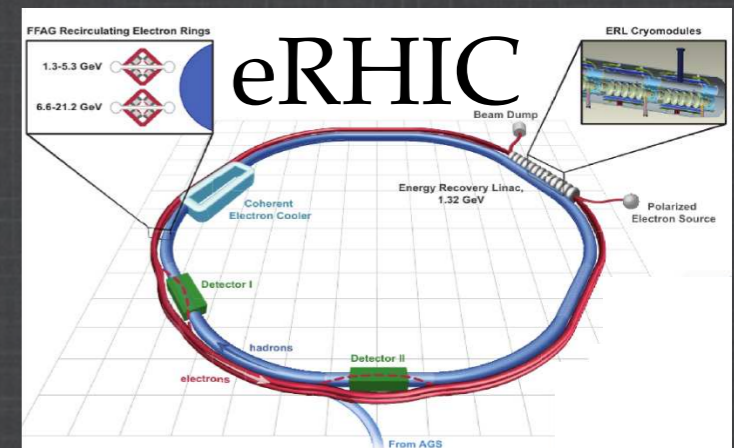 FFAG Recirculating Electron Rings
1.3-5.3 GeV
6.6-21.2 GeV
eRHIC
ERL Cryomodules
Beam Dump
Energy Recovery Linac,
1.32 GeV
Polarized
Electron Source
Coherent
Electron Cooler
Detector I
hadrons
Detector II
electrons
From AGS